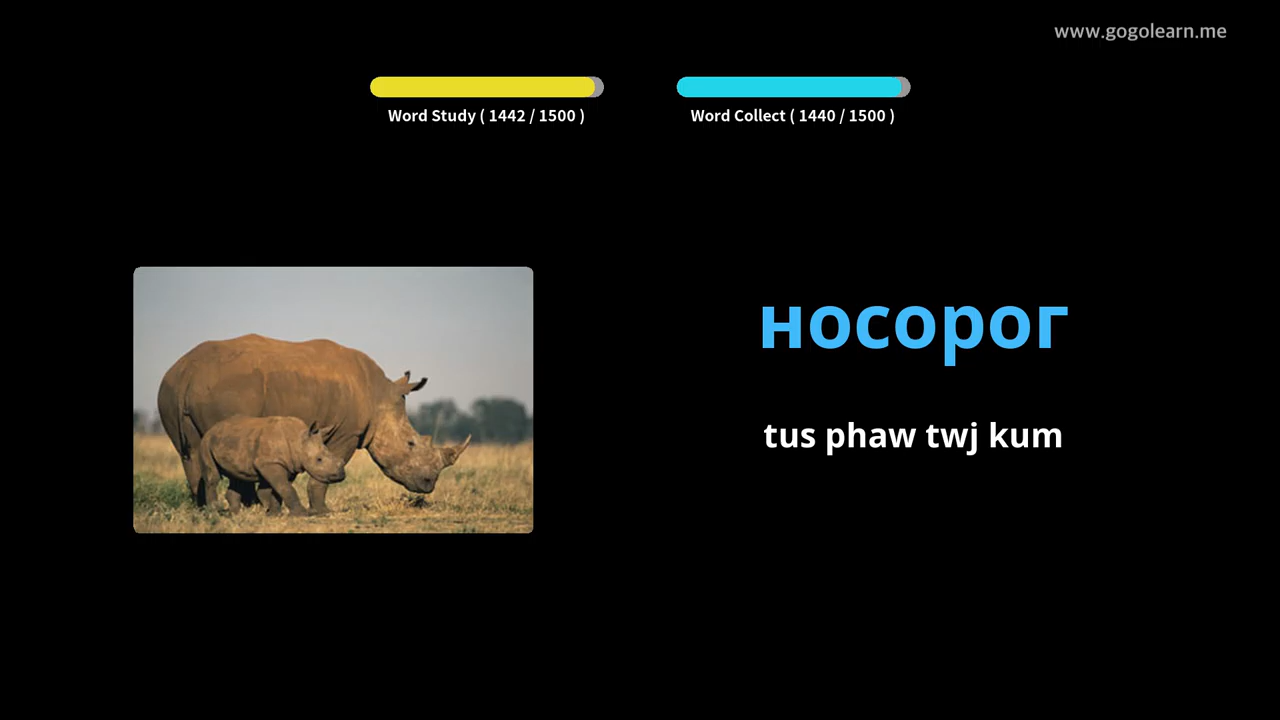 www.gogolearn.me
Word Study ( 1442 / 1500 )
Word Collect ( 1440 / 1500 )
носорог
tus phaw twj kum